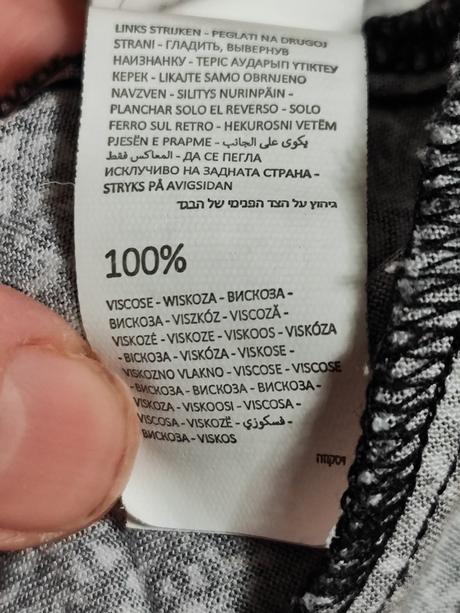 LINKS STRIJKEN - PEGLATI NA DRUGOJ
STRANI - ГЛАДИТЬ, ВЫВЕРНУВ
НАИЗНАНКУ - ТЕРІС АУДАРЫП ҮТІКТЕУ
КЕРЕК - LIKAJTE SAMO OBRNJENO
NAVZVEN - SILITYS NURINPÄIN -
PLANCHAR SOLO EL REVERSO - SOLO
FERRO SUL RETRO - HEKUROSNI VETËM
PJESËN E PRAPME - يكوى على الجانب
المعاكس فقط - ДА СЕ ПЕГЛА
ИСКЛУЧИВО НА ЗАДНАТА СТРАНА -
STRYKS PÅ AVIGSIDAN
גיהוץ על הצד הפנימי של הבגד
100%
VISCOSE - WISKOZA - ВИСКОЗА -
ВИСКОЗА - VISZKÓZ - VISCOZĂ -
VISKOZĖ - VISKOZE - VISKOOS - VISKÓZA
- ВІСКОЗА - VISKÓZA - VISKOSE -
VISKOZNO VLAKNO - VISCOSE - VISCOSE
- ВИСКОЗА - ВИСКОЗА - ВИСКОЗА -
VISKOZA - VISKOOSI - VISCOSA -
VISCOSA - VISKOZË - فسكوزي -
ВИСКОЗА - VISKOS
ויסקוזה